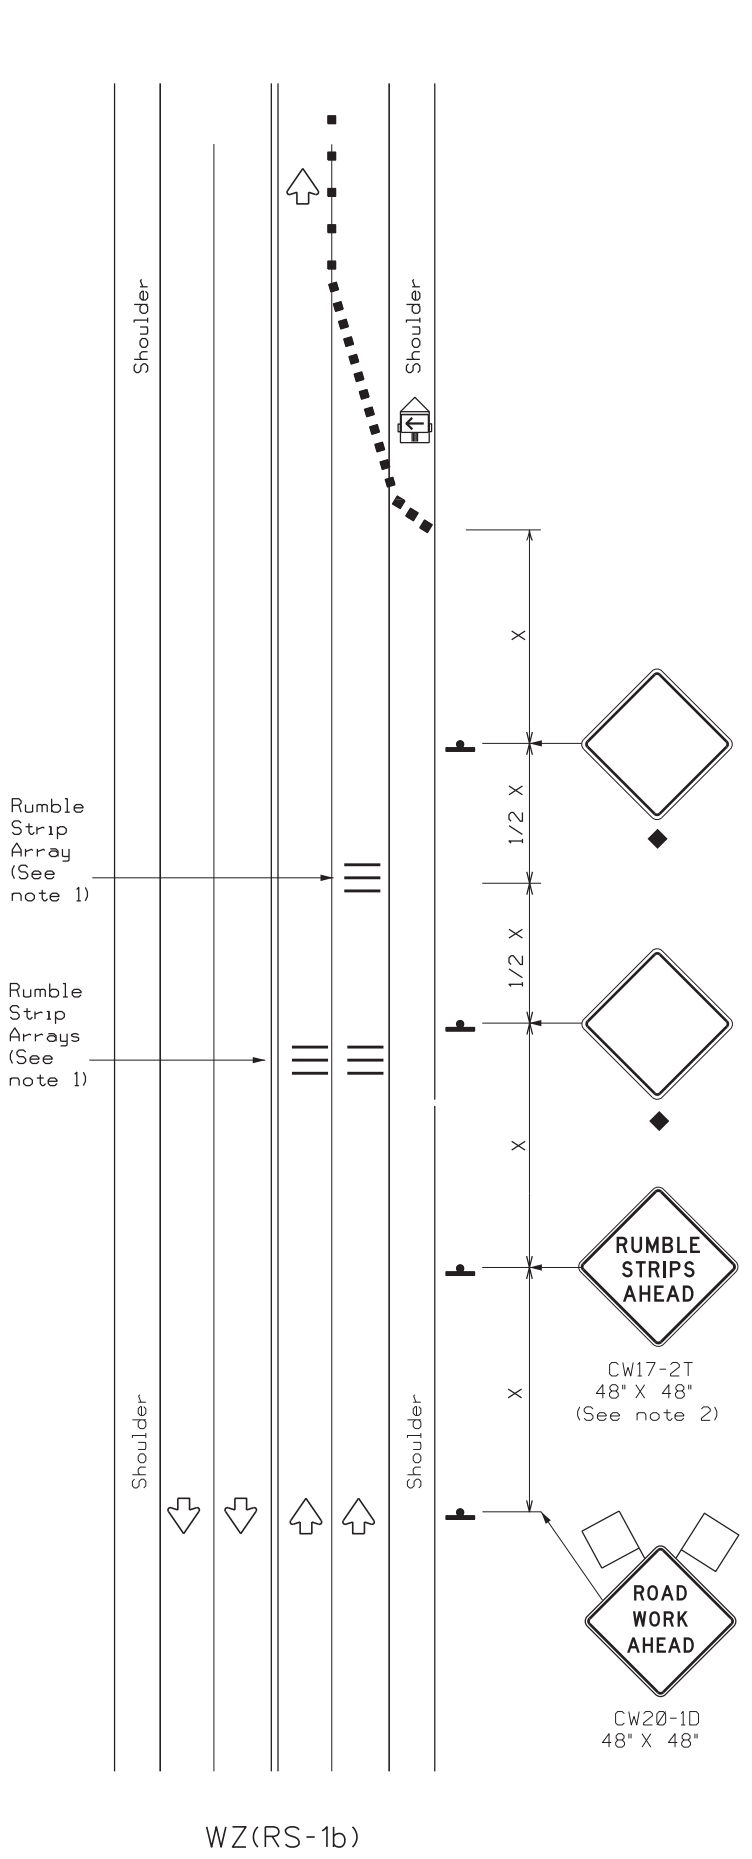 Shoulder
Shoulder
X
Rumble
Strip
Array
(See
note 1)
1/2 X
1/2 X
Rumble
Strip
Arrays
(See
note 1)
X
RUMBLE
STRIPS
AHEAD
CW17-2T
48" X 48"
(See note 2)
X
Shoulder
Shoulder
ROAD
WORK
AHEAD
CW20-1D
48" X 48"
WZ(RS-1b)